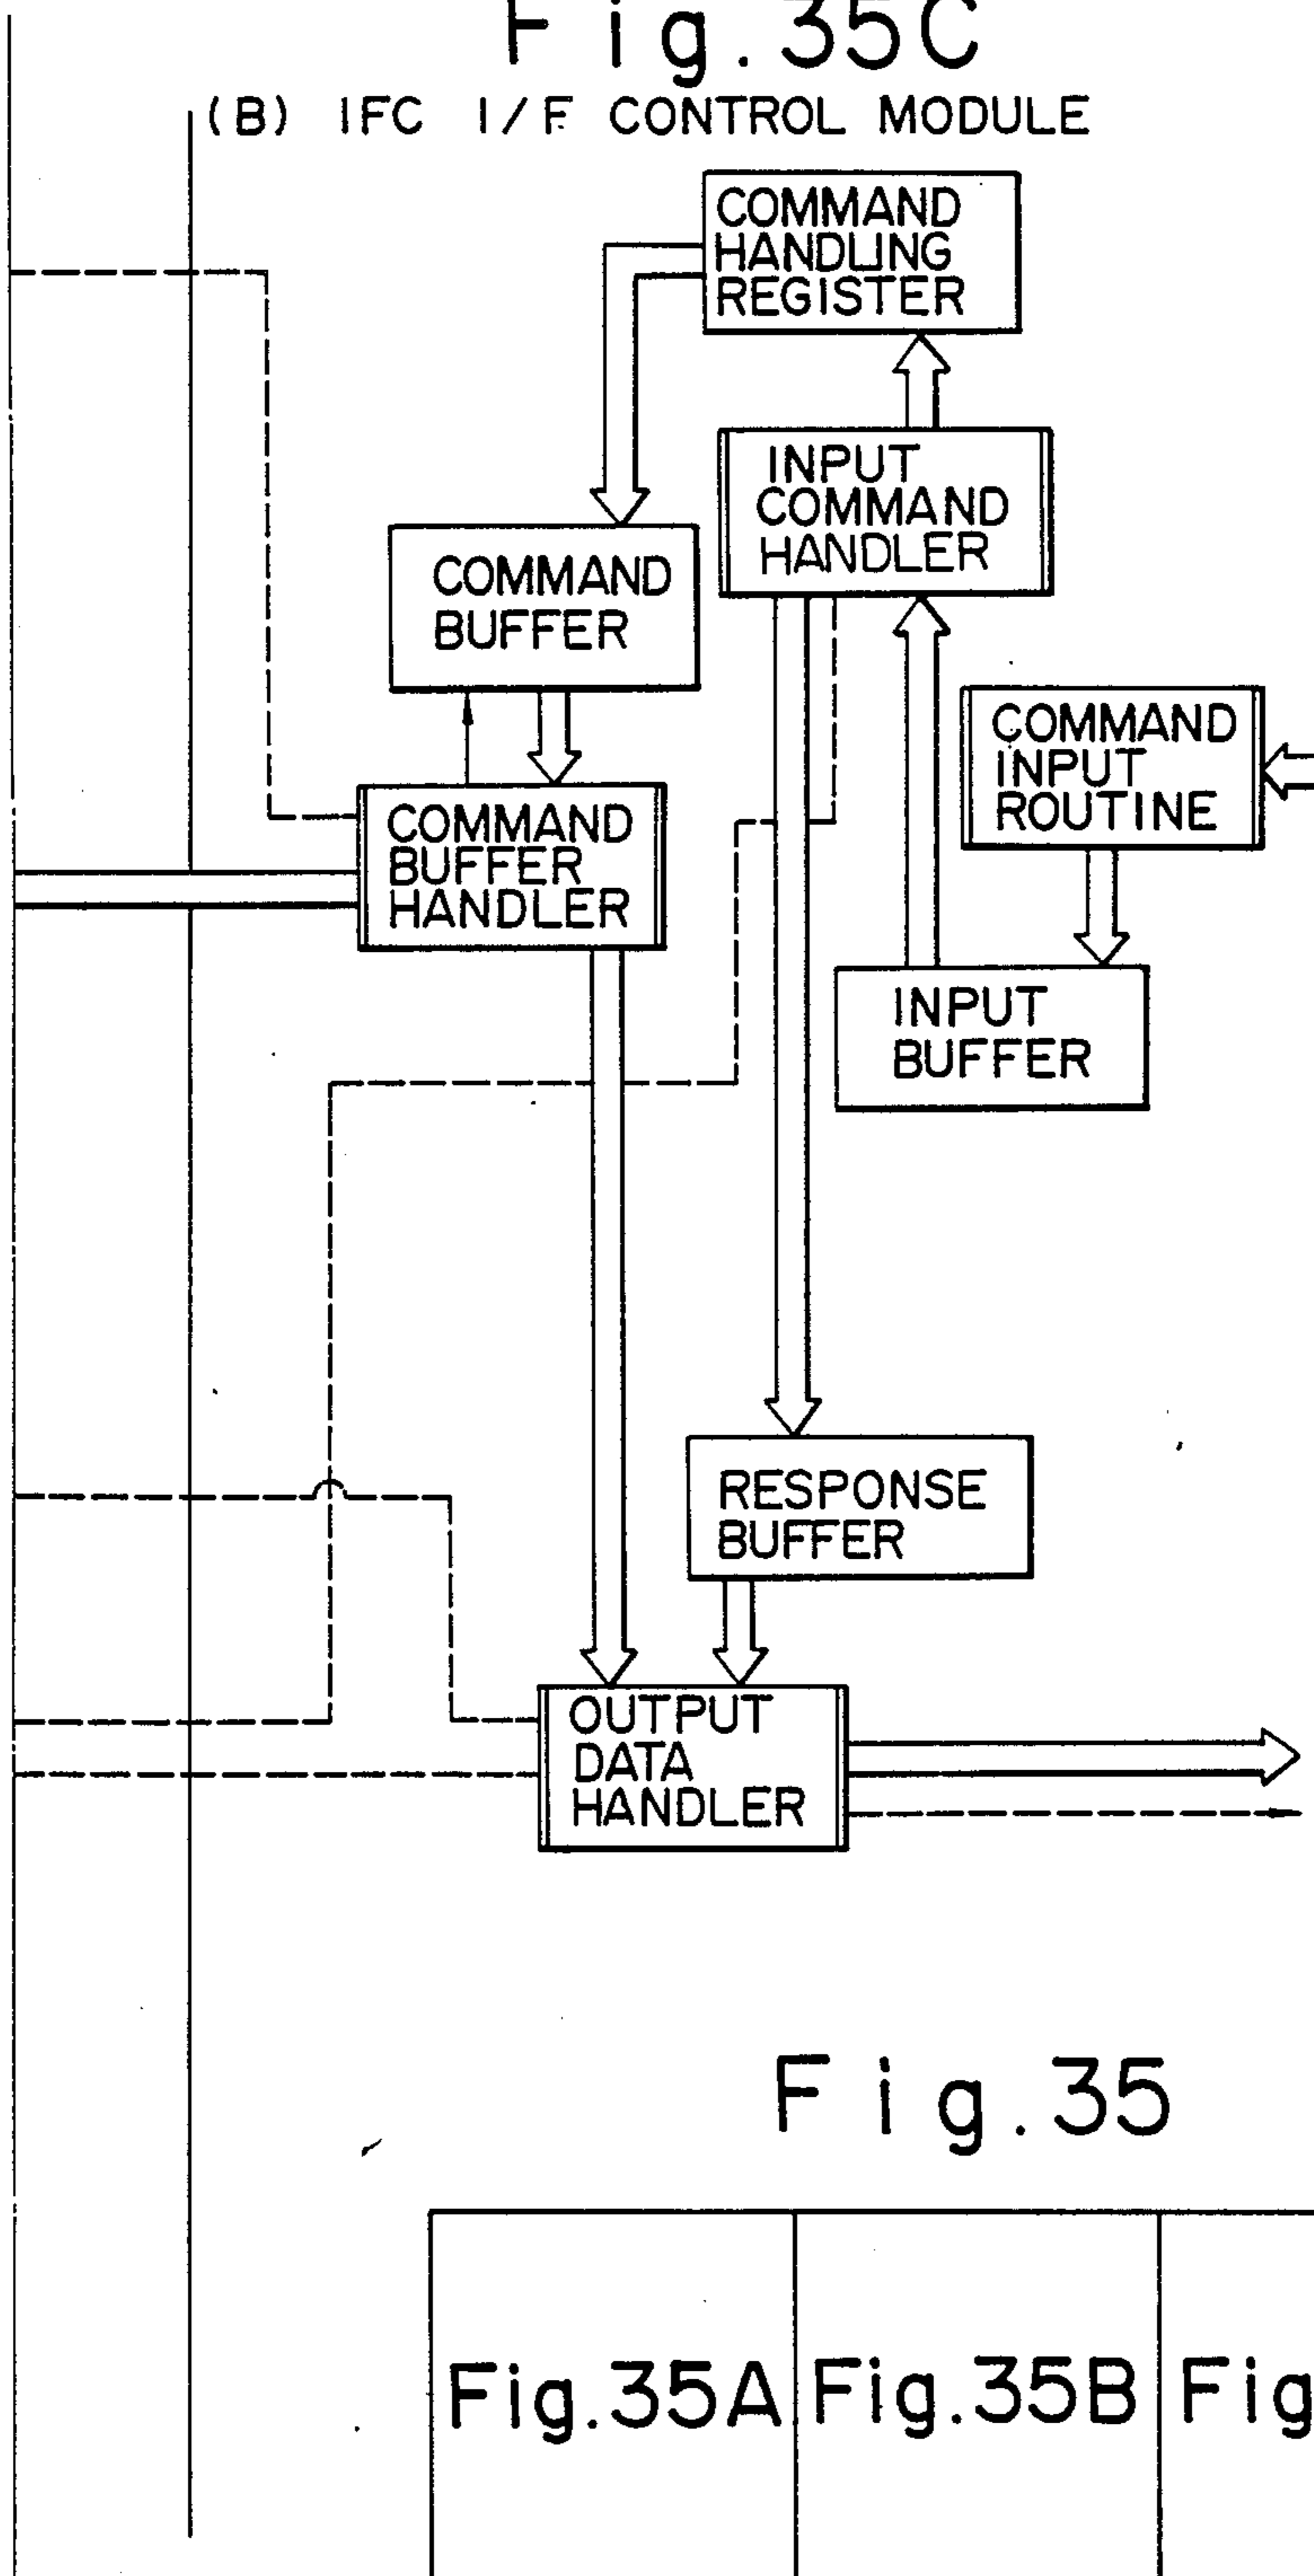 Fig. 35C
(B) IFC I/F CONTROL MODULE
COMMAND
HANDLING
REGISTER
INPUT
COMMAND
HANDLER
COMMAND
BUFFER
COMMAND
INPUT
ROUTINE
COMMAND
BUFFER
HANDLER
INPUT
BUFFER
RESPONSE
BUFFER
OUTPUT
DATA
HANDLER
Fig. 35
Fig. 35A
Fig. 35B
Fig